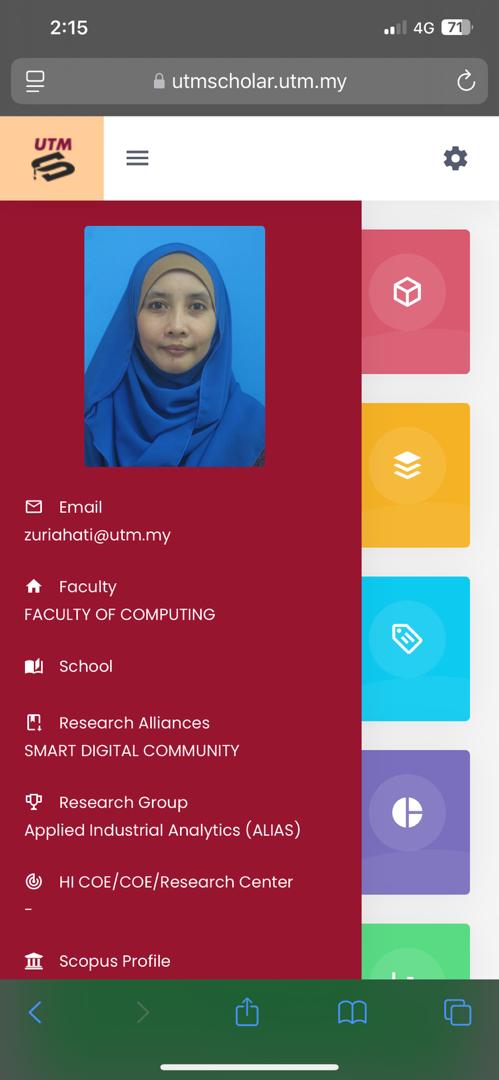 2:15
4G 71
utmscholar.utm.my
UTM
Email
zuriahati@utm.my
Faculty
FACULTY OF COMPUTING
School
Research Alliances
SMART DIGITAL COMMUNITY
Research Group
Applied Industrial Analytics (ALIAS)
HI COE/COE/Research Center
-
Scopus Profile